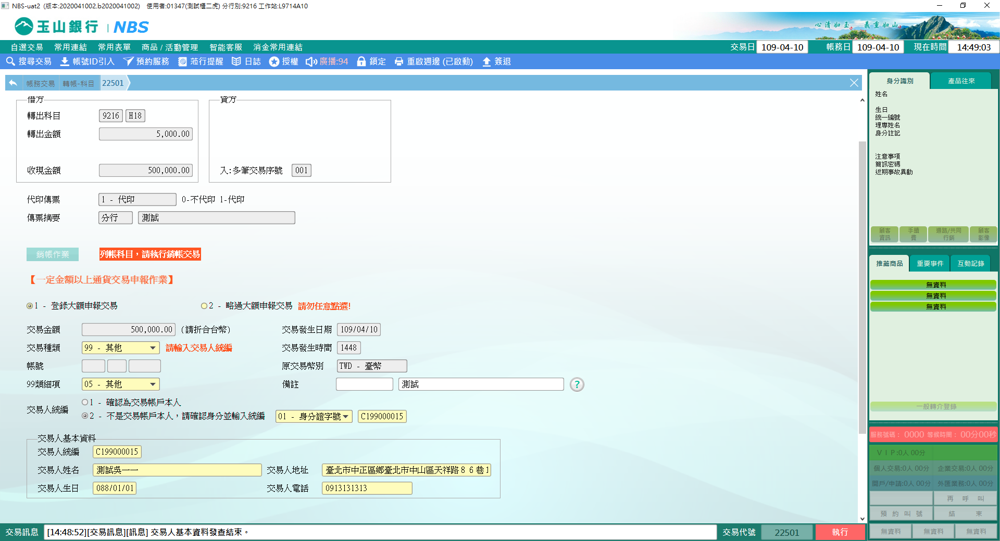 NBS-uat2 (版本:2020041002.b2020041002) 使用者:01347(測試櫃二虎) 分行別:9216 工作站:L9714A10
玉山銀行 | NBS
心清如玉。義重如山。
自選交易 常用連結 常用表單 商品 / 活動管理 智能客服 消金常用連結 交易日 109-04-10 帳務日 109-04-10 現在時間 14:49:03
搜尋交易 帳號ID引入 預約服務 蒞行提醒 日誌 授權 廣播:94 鎖定 重啟週邊 (已啟動) 簽退
帳務交易 轉帳-科目 22501
借方
轉出科目 9216 H18
轉出金額 5,000.00
收現金額 500,000.00
貸方
入:多筆交易序號 001
代印傳票 1 - 代印 0-不代印 1-代印
傳票摘要 分行 測試
銷帳作業 列帳科目，請執行銷帳交易
【一定金額以上通貨交易申報作業】
1 - 登錄大額申報交易 2 - 略過大額申報交易 請勿任意點選!
交易金額 500,000.00 (請折合台幣) 交易發生日期 109/04/10
交易種類 99 - 其他 請輸入交易人統編 交易發生時間 1448
帳號 原交易幣別 TWD - 臺幣
99類細項 05 - 其他 備註 測試 ?
交易人統編 1 - 確認為交易帳戶本人
2 - 不是交易帳戶本人，請確認身分並輸入統編 01 - 身分證字號 C199000015
交易人基本資料
交易人統編 C199000015
交易人姓名 測試吳一一 交易人地址 臺北市中正區鄉臺北市中山區天祥路８６巷1
交易人生日 088/01/01 交易人電話 0913131313
交易訊息 [14:48:52][交易訊息][訊息] 交易人基本資料發查結束。 交易代號 22501 執行
身分識別 產品往來
姓名
生日
統一編號
理專姓名
身分註記
注意事項
簡訊密碼
近期事故異動
顧客資訊 手續費 通路/共同行銷 顧客影像
推薦商品 重要事件 互動記錄
無資料
無資料
無資料
一般轉介登錄
服務號碼： 0000 等候時間： 00分00秒
ＶＩＰ:0人 00分
個人交易:0人 00分 企業交易:0人 00分
開戶/申請:0人 00分 外匯業務:0人 00分
再 呼 叫
預 約 叫 號 結 束
無資料 無資料 無資料